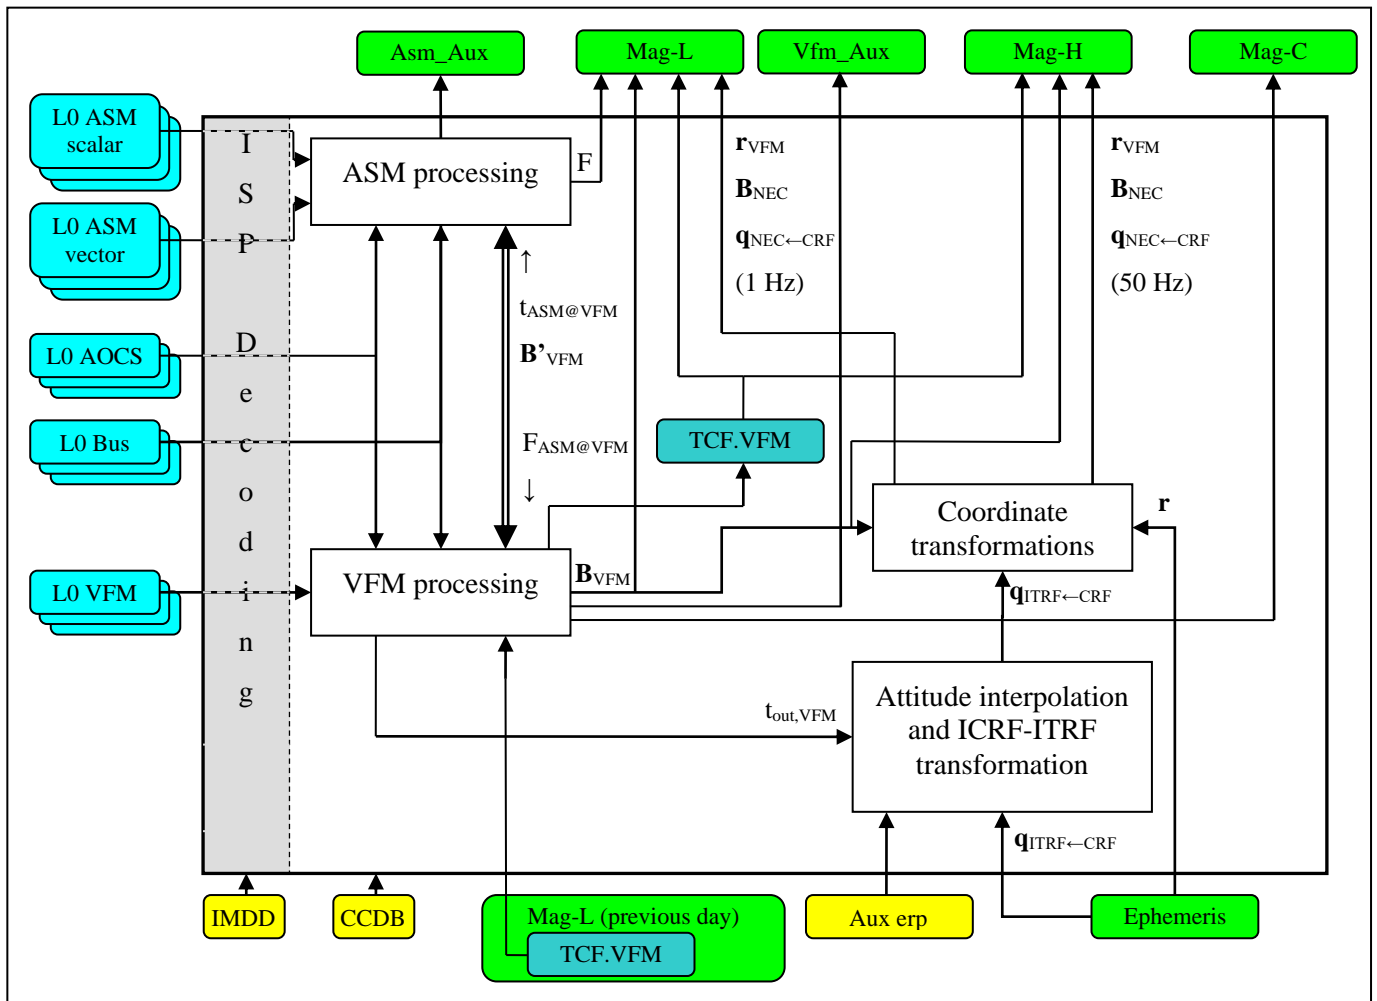 Asm_Aux
Mag-L
Vfm_Aux
Mag-H
Mag-C
L0 ASM
scalar
L0 ASM
vector
L0 AOCS
L0 Bus
L0 VFM
I
S
P
D
e
c
o
d
i
n
g
ASM processing
F
rVFM
BNEC
qNEC←CRF
(1 Hz)
rVFM
BNEC
qNEC←CRF
(50 Hz)
↑
tASM@VFM
B’VFM
FASM@VFM
↓
TCF.VFM
Coordinate
transformations
r
VFM processing
BVFM
qITRF←CRF
tout,VFM
Attitude interpolation
and ICRF-ITRF
transformation
qITRF←CRF
IMDD
CCDB
Mag-L (previous day)
TCF.VFM
Aux erp
Ephemeris